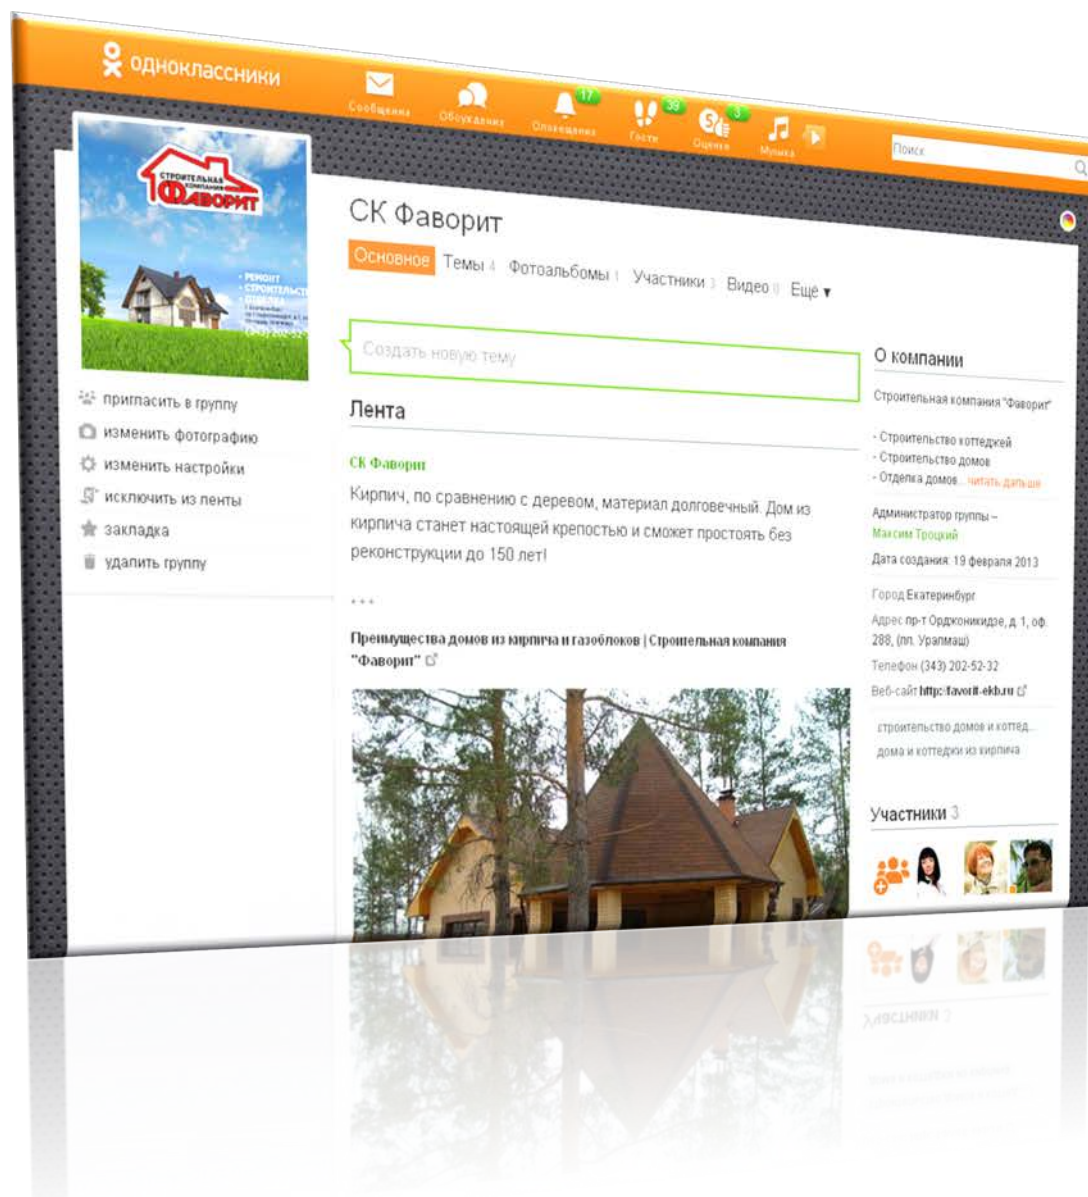 одноклассники
Сообщения
Обсуждения
17
Оповещения
39
Гости
5
3
Оценки
Музыка
Поиск
СТРОИТЕЛЬНАЯ
КОМПАНИЯ
ФАВОРИТ
- РЕМОНТ
- СТРОИТЕЛЬСТВ
- ОТДЕЛКА
пригласить в группу
изменить фотографию
изменить настройки
исключить из ленты
закладка
удалить группу
СК Фаворит
Основное Темы 4 Фотоальбомы 1 Участники 3 Видео 0 Ещё ▾
Создать новую тему
Лента
СК Фаворит
Кирпич, по сравнению с деревом, материал долговечный. Дом из
кирпича станет настоящей крепостью и сможет простоять без
реконструкции до 150 лет!
***
Преимущества домов из кирпича и газоблоков | Строительная компания
"Фаворит"
О компании
Строительная компания "Фаворит"
- Строительство коттеджей
- Строительство домов
- Отделка домов... читать дальше
Администратор группы –
Максим Троцкий
Дата создания: 19 февраля 2013
Город Екатеринбург
Адрес пр-т Орджоникидзе, д. 1, оф.
288, (пл. Уралмаш)
Телефон (343) 202-52-32
Веб-сайт http://favorit-ekb.ru
строительство домов и коттед...
дома и коттеджи из кирпича
Участники 3